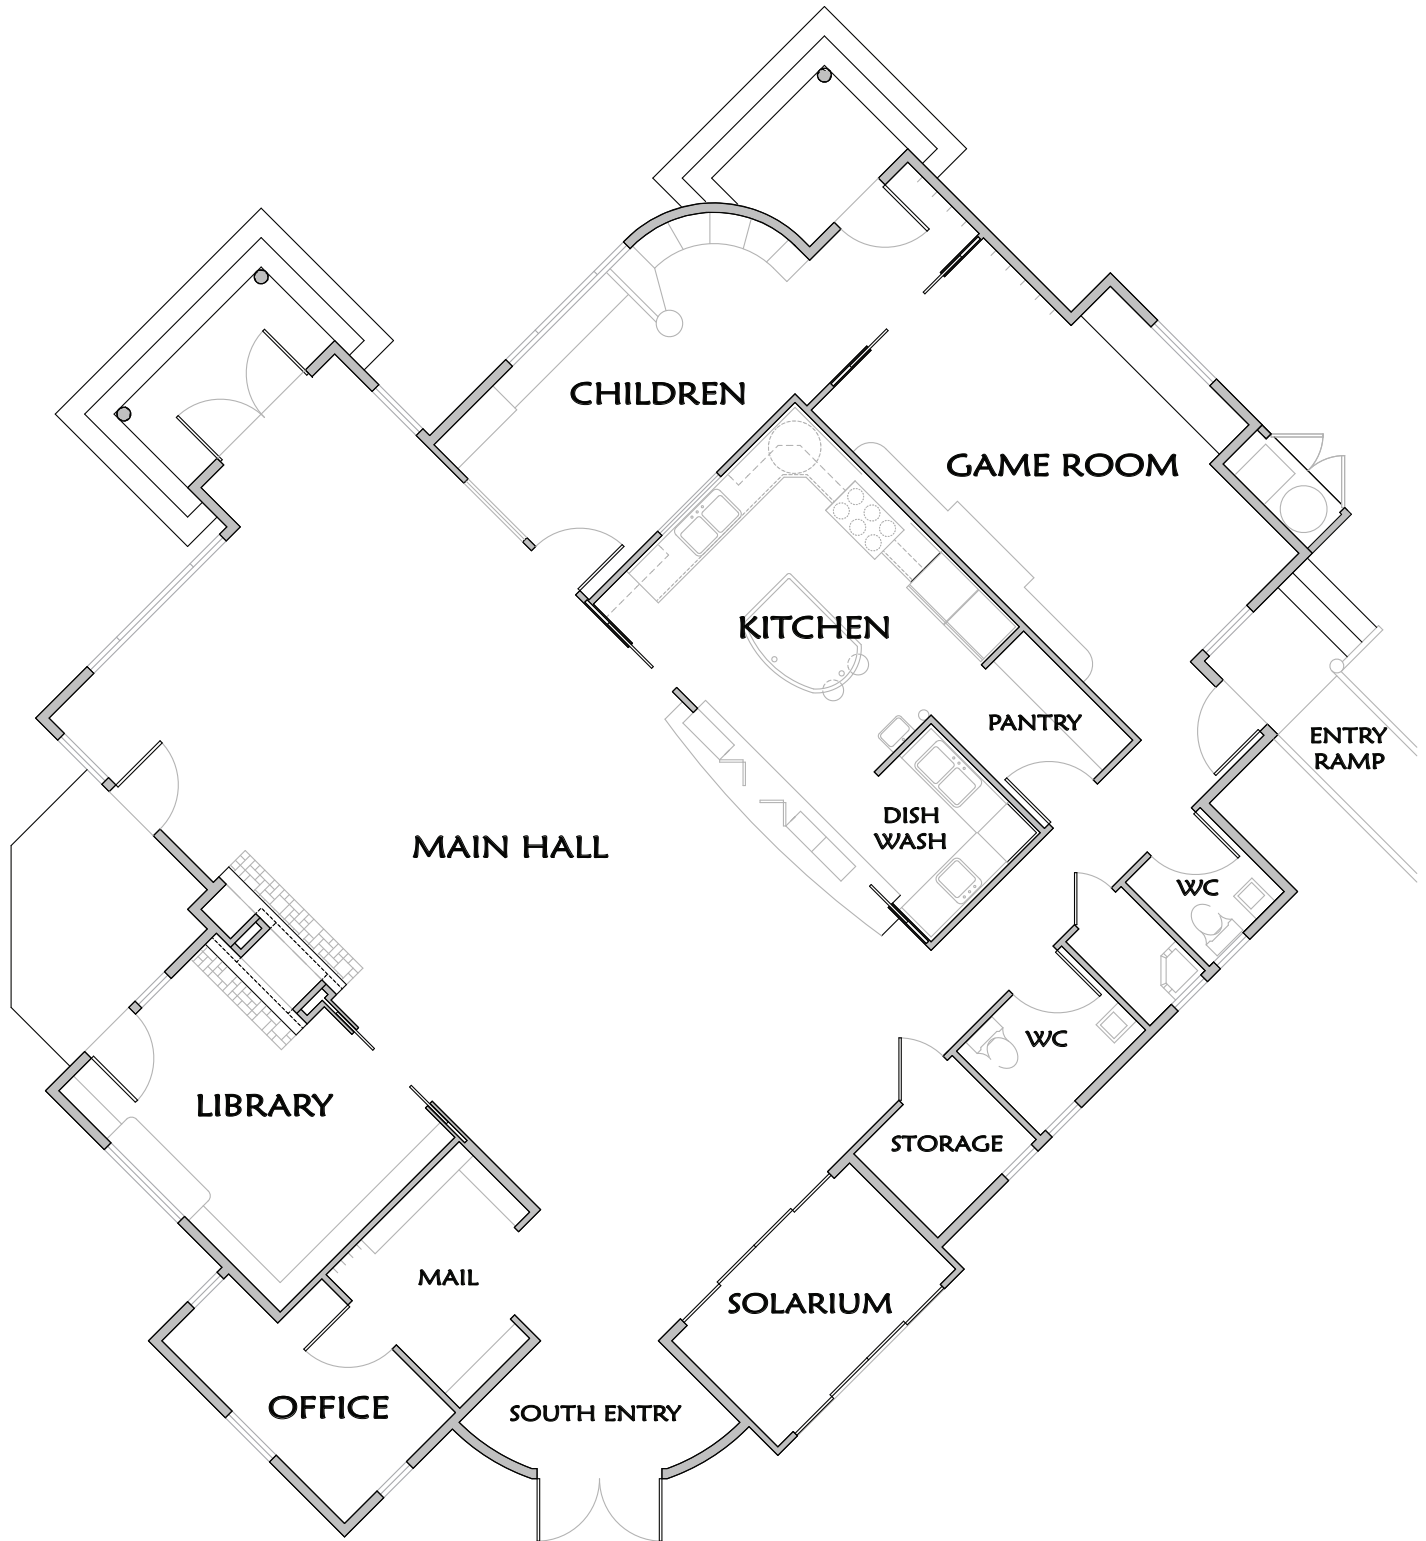 CHILDREN
GAME ROOM
KITCHEN
PANTRY
ENTRY
RAMP
DISH
WASH
MAIN HALL
WC
WC
LIBRARY
STORAGE
MAIL
SOLARIUM
OFFICE
SOUTH ENTRY